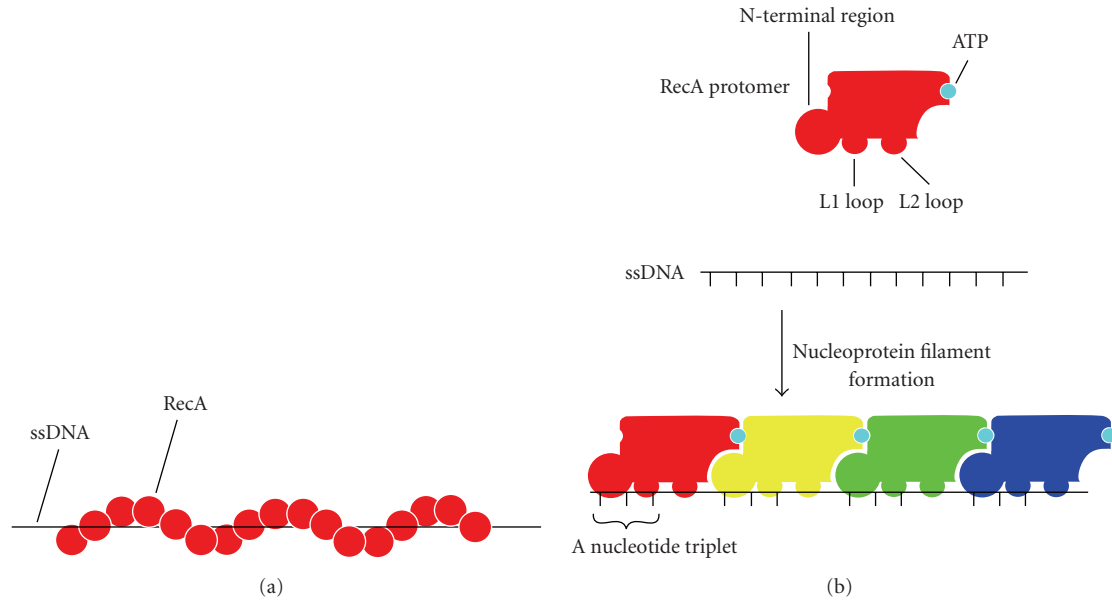 ssDNA
RecA
(a)
N-terminal region
ATP
RecA protomer
L1 loop
L2 loop
ssDNA
Nucleoprotein filament
formation
A nucleotide triplet
(b)